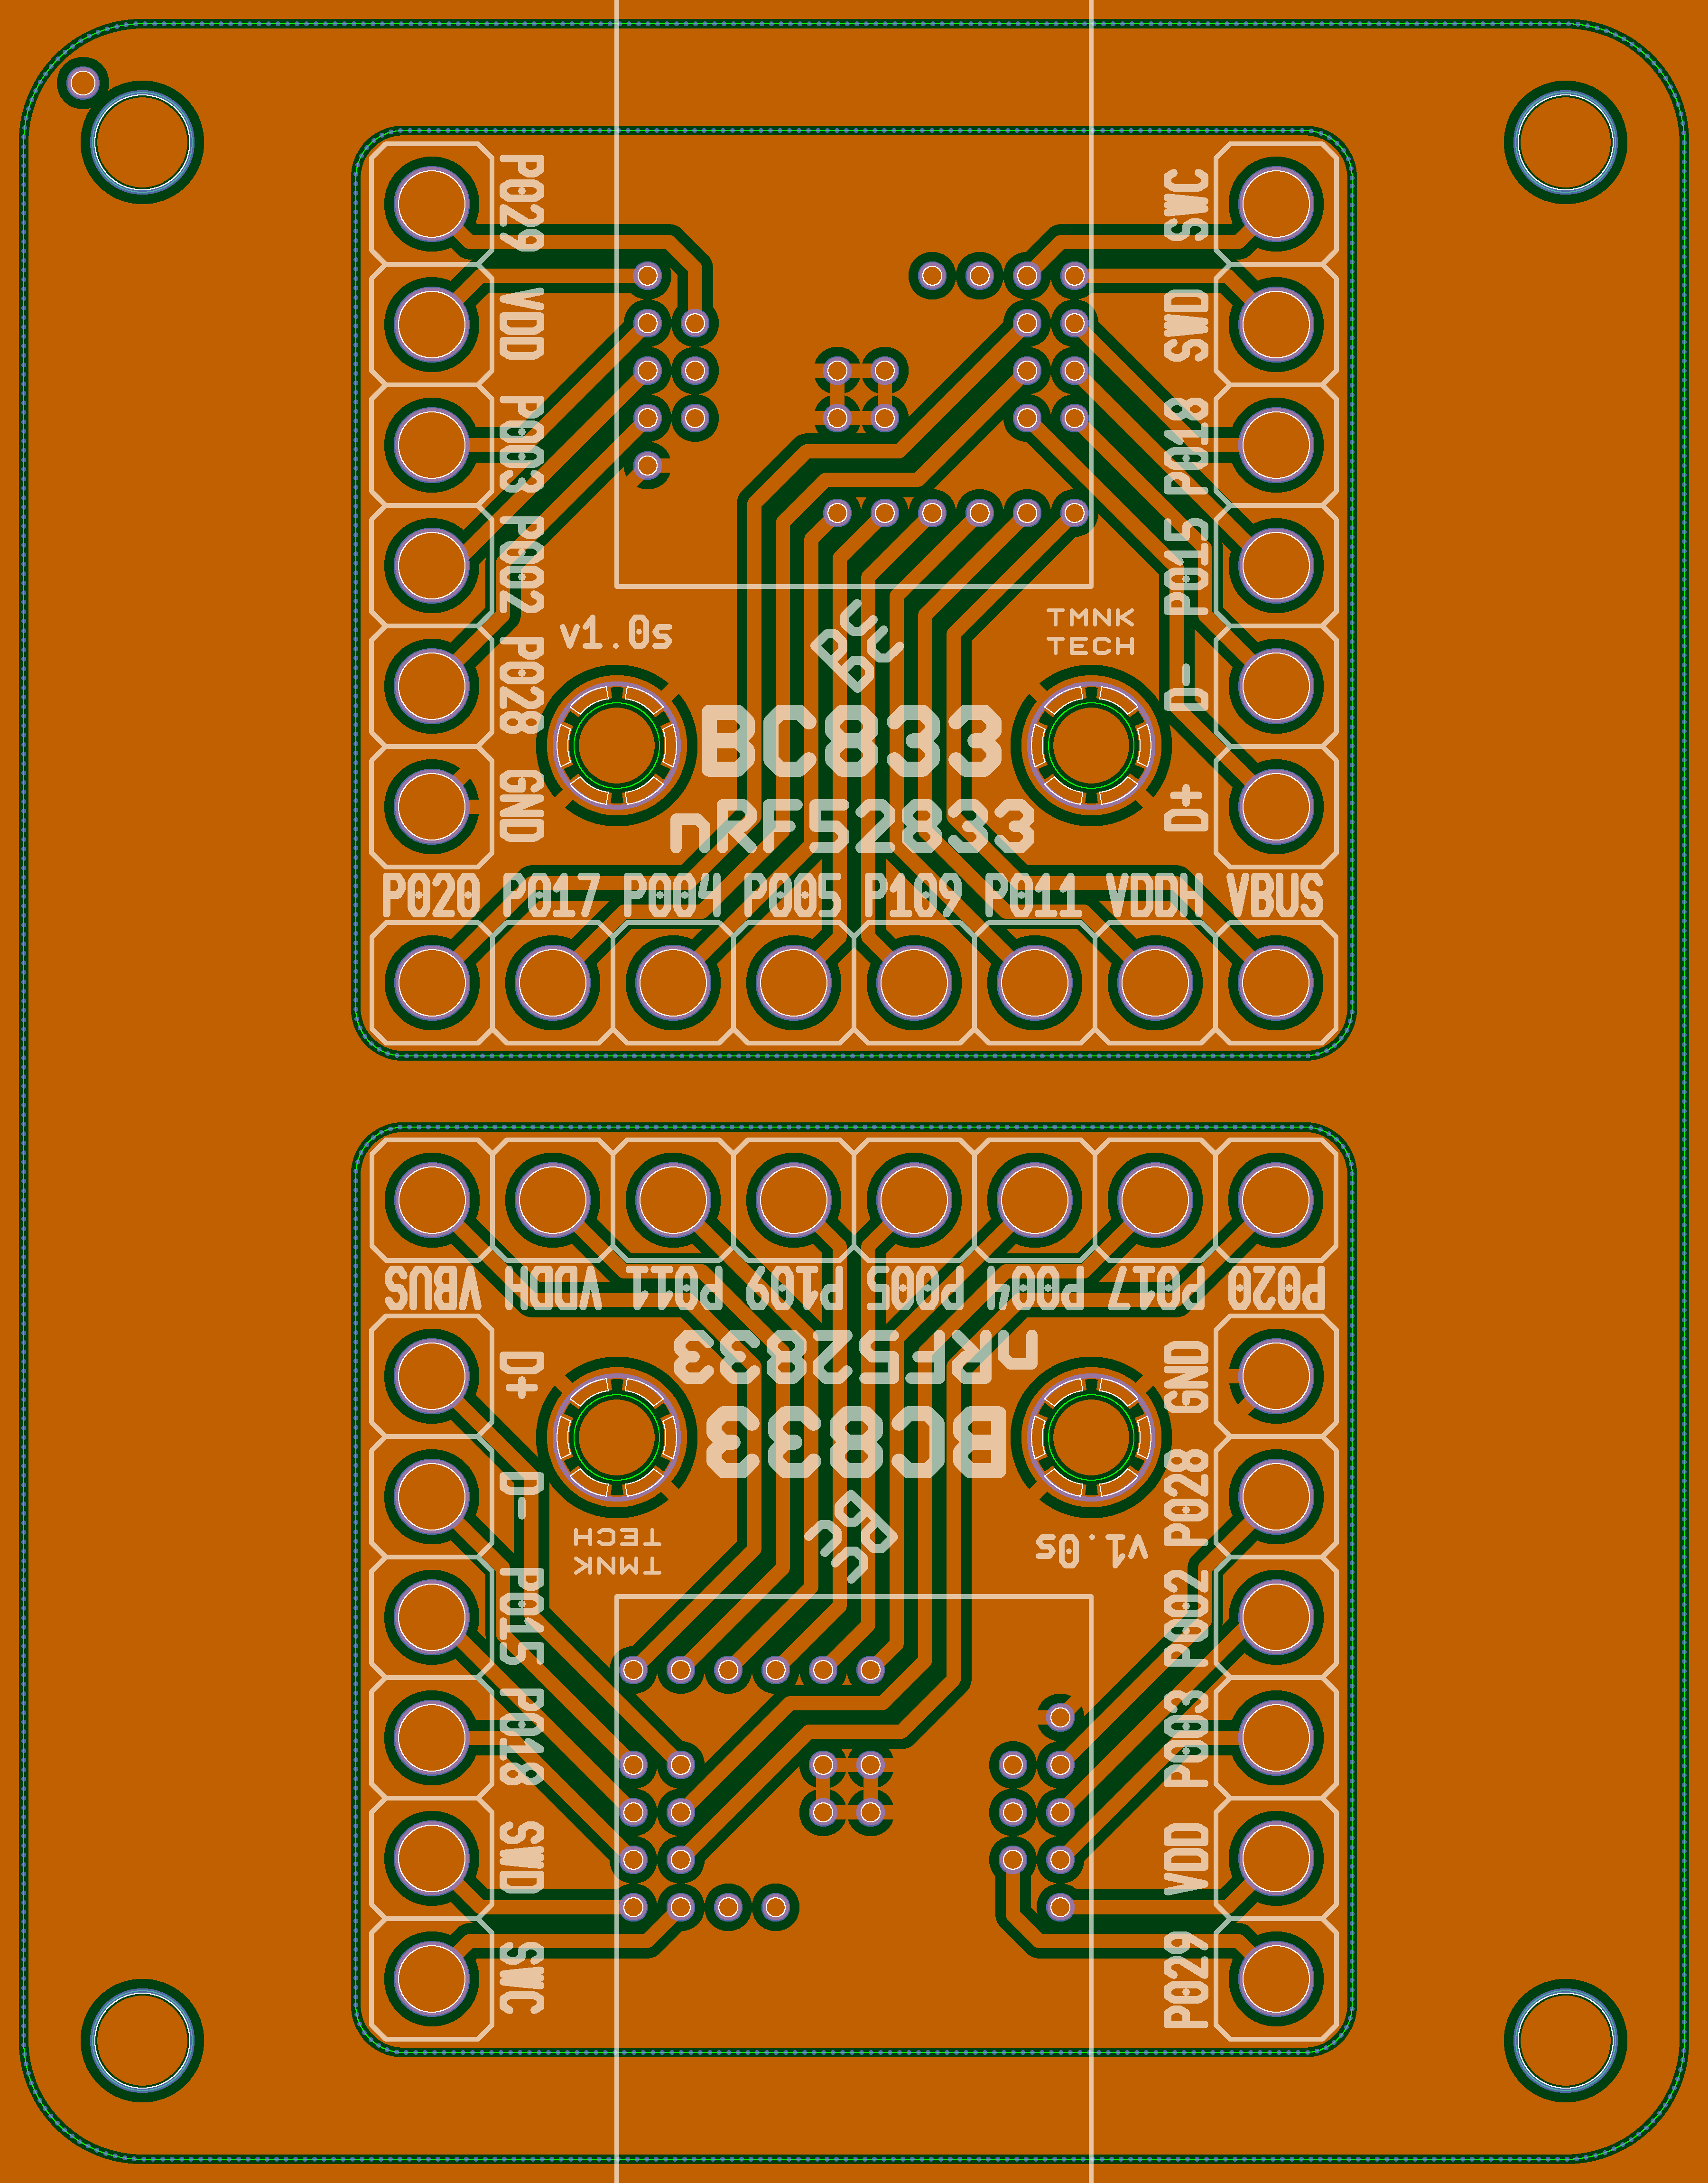 P029
VDD
P003
P002
P028
GND
SWC
SWD
P018
P015
D-
D+
v1.0s
TMNK
TECH
BC
BC833
nRF52833
P020 P017 P004 P005 P109 P011 VDDH VBUS
VBUS VDDH P011 P109 P005 P004 P017 P020
nRF52833
BC833
BC
v1.0s
TMNK
TECH
D+
D-
P015
P018
SWD
SWC
GND
P028
P002
P003
VDD
P029